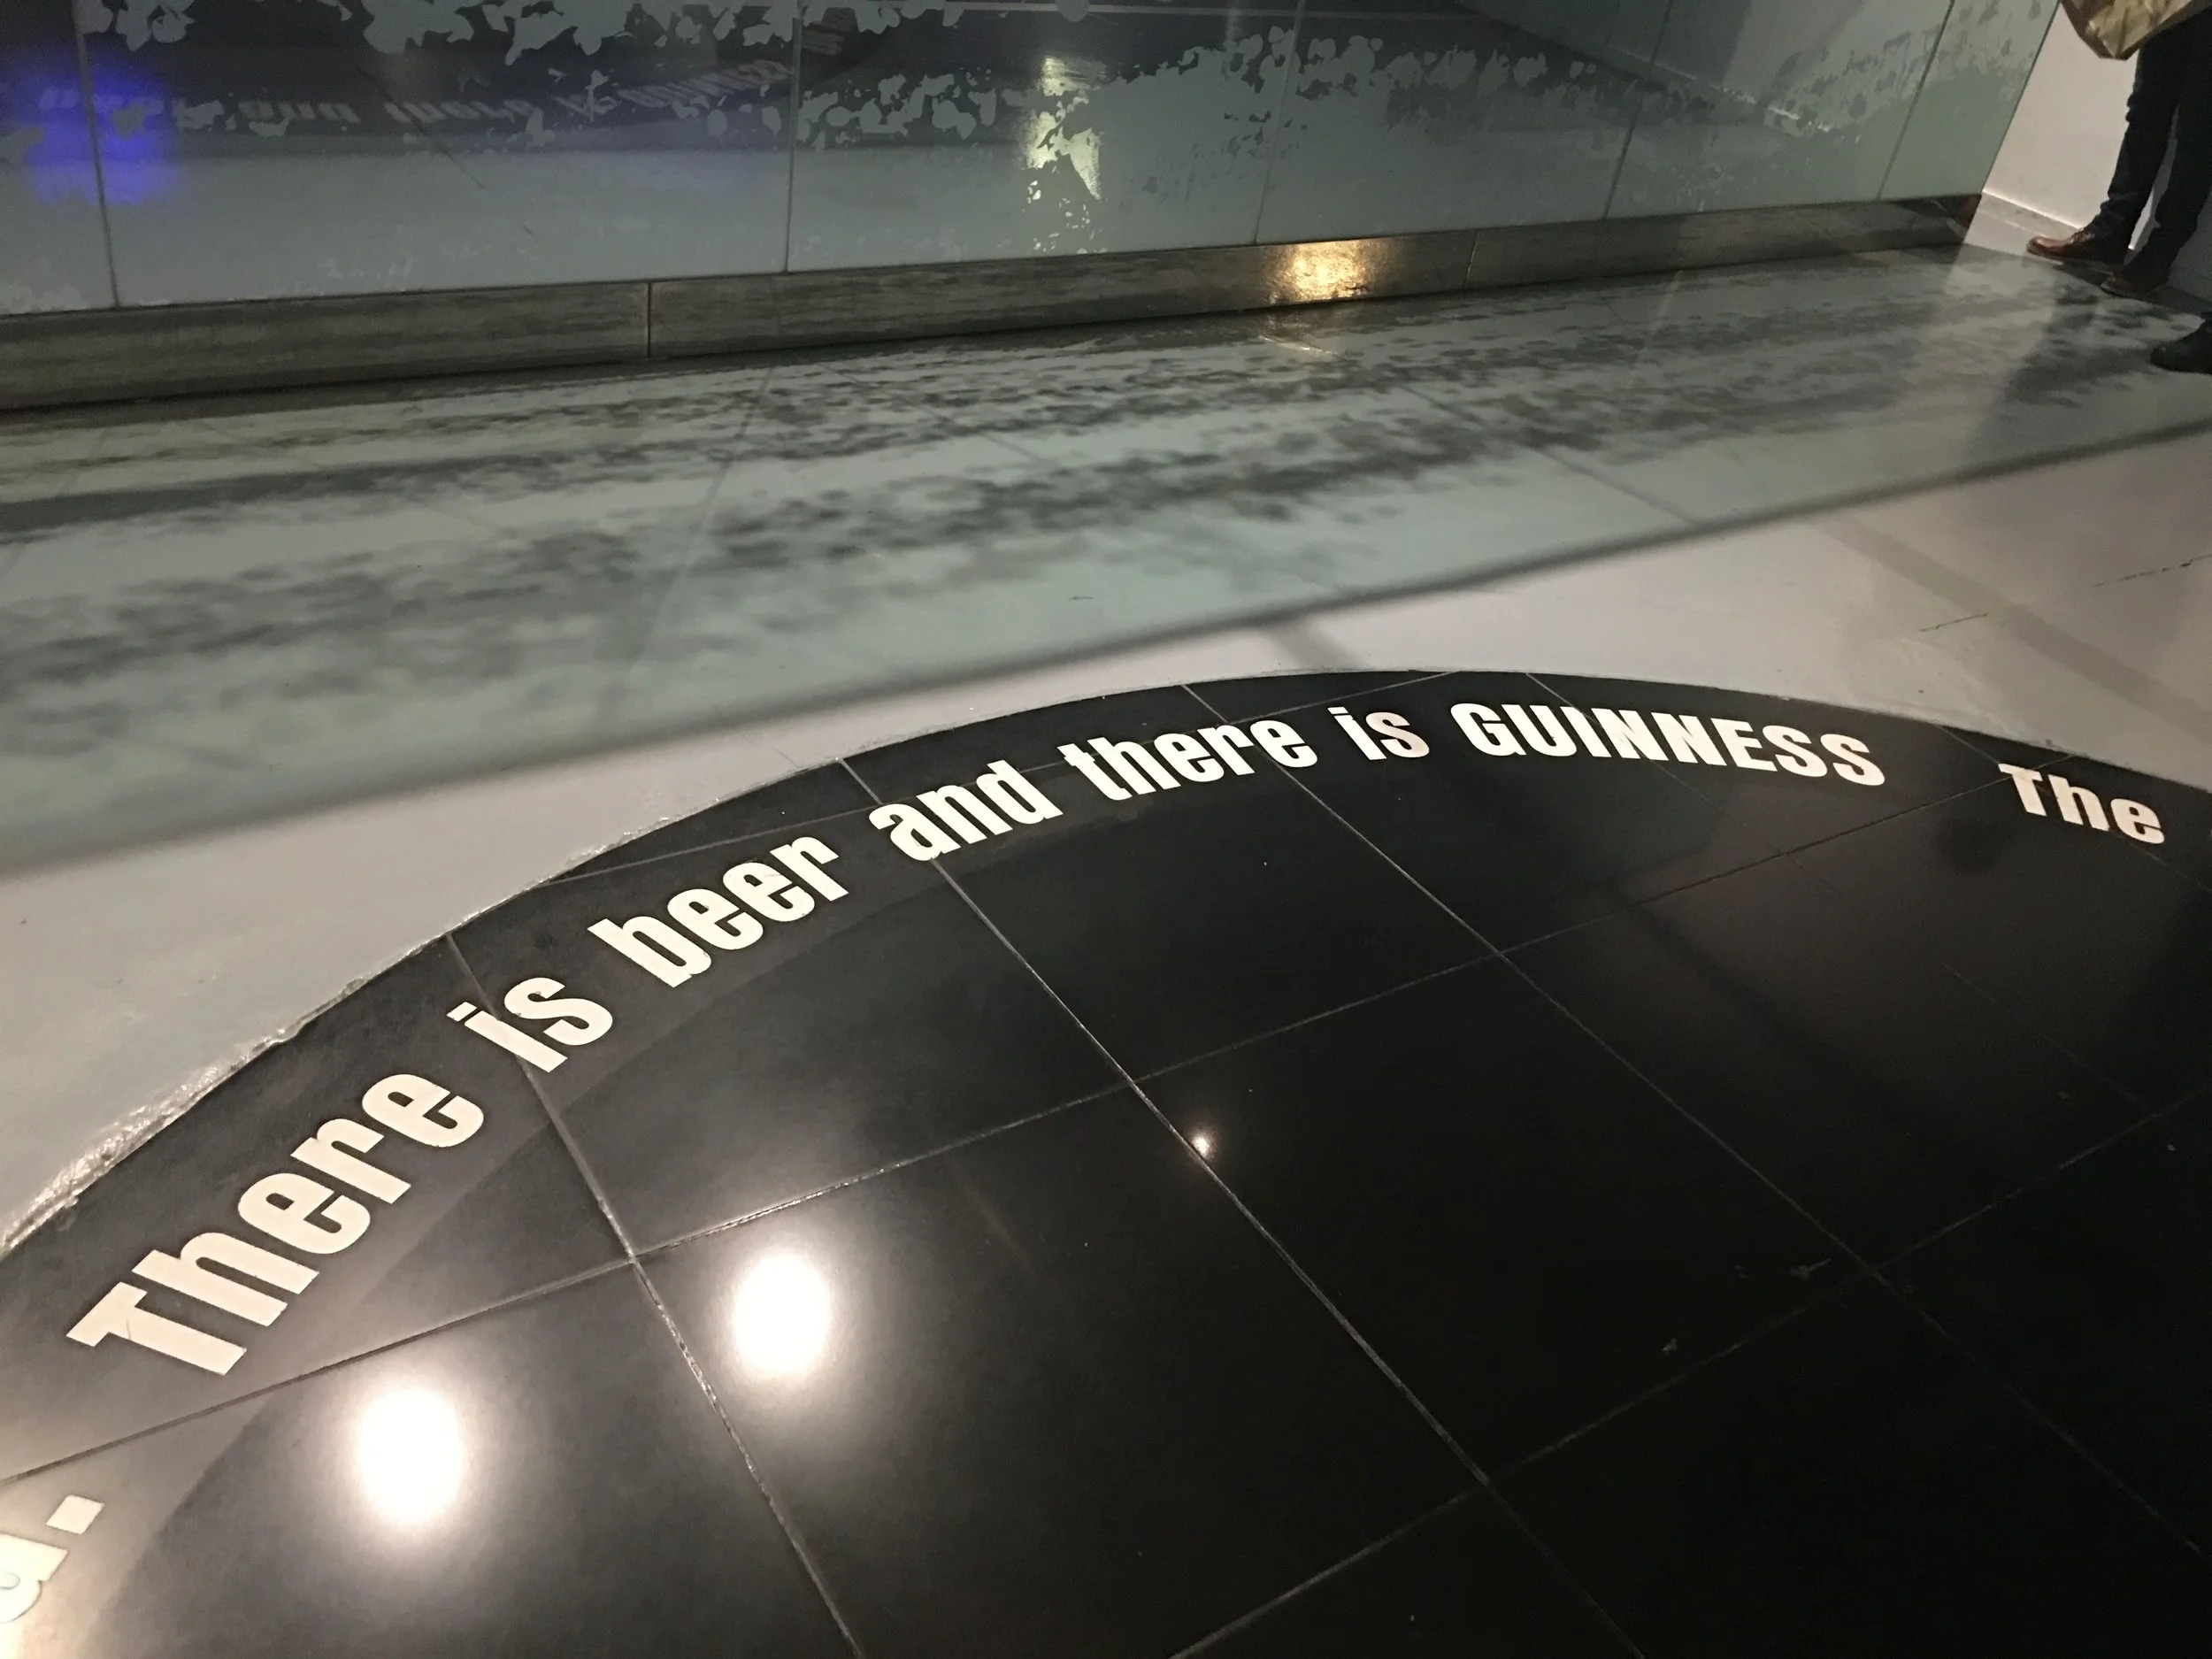 There is beer and there is GUINNESS The